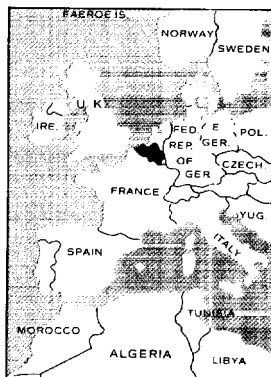 FAEROE IS.
NORWAY
SWEDEN
U.K.
IRE.
FED.
REP.
OF
GER.
E.
GER.
POL.
CZECH.
FRANCE
YUG.
ITALY
SPAIN
TUNISIA
MOROCCO
ALGERIA
LIBYA